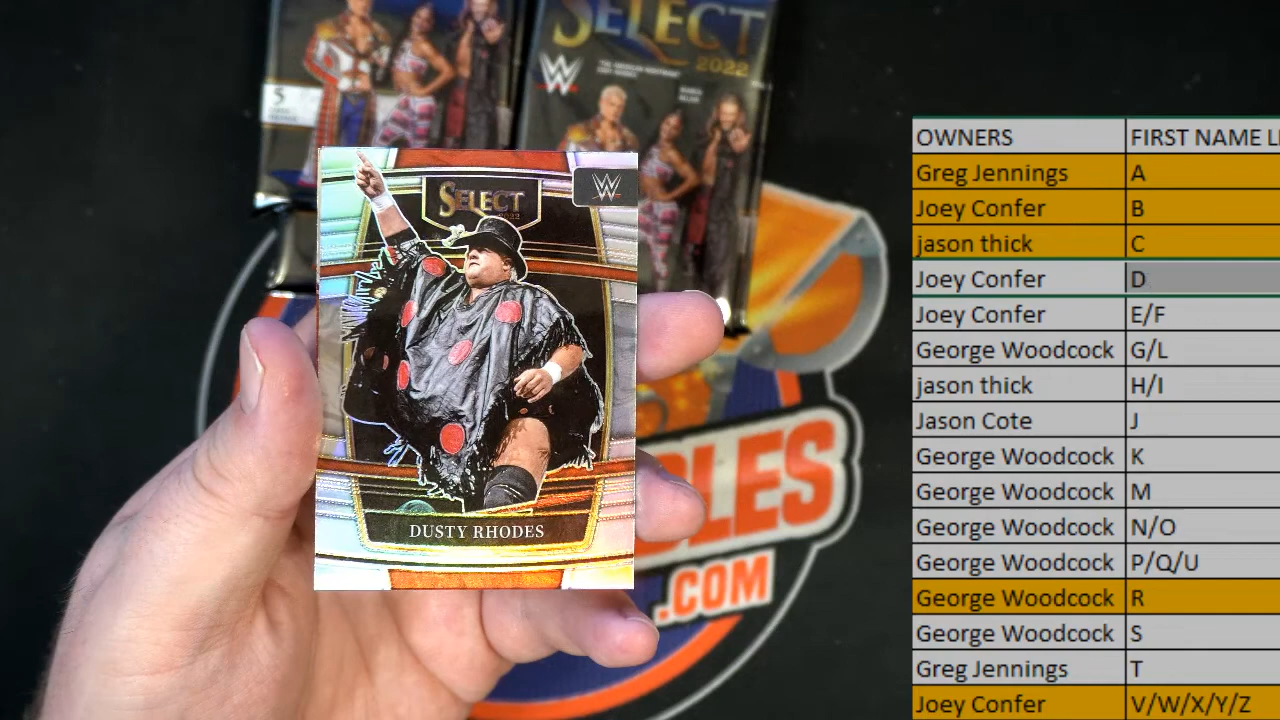 SELECT
2022
W
5
SELECT
2022
W
DUSTY RHODES
BLES
.COM
OWNERS FIRST NAME L
Greg Jennings A
Joey Confer B
jason thick C
Joey Confer D
Joey Confer E/F
George Woodcock G/L
jason thick H/I
Jason Cote J
George Woodcock K
George Woodcock M
George Woodcock N/O
George Woodcock P/Q/U
George Woodcock R
George Woodcock S
Greg Jennings T
Joey Confer V/W/X/Y/Z